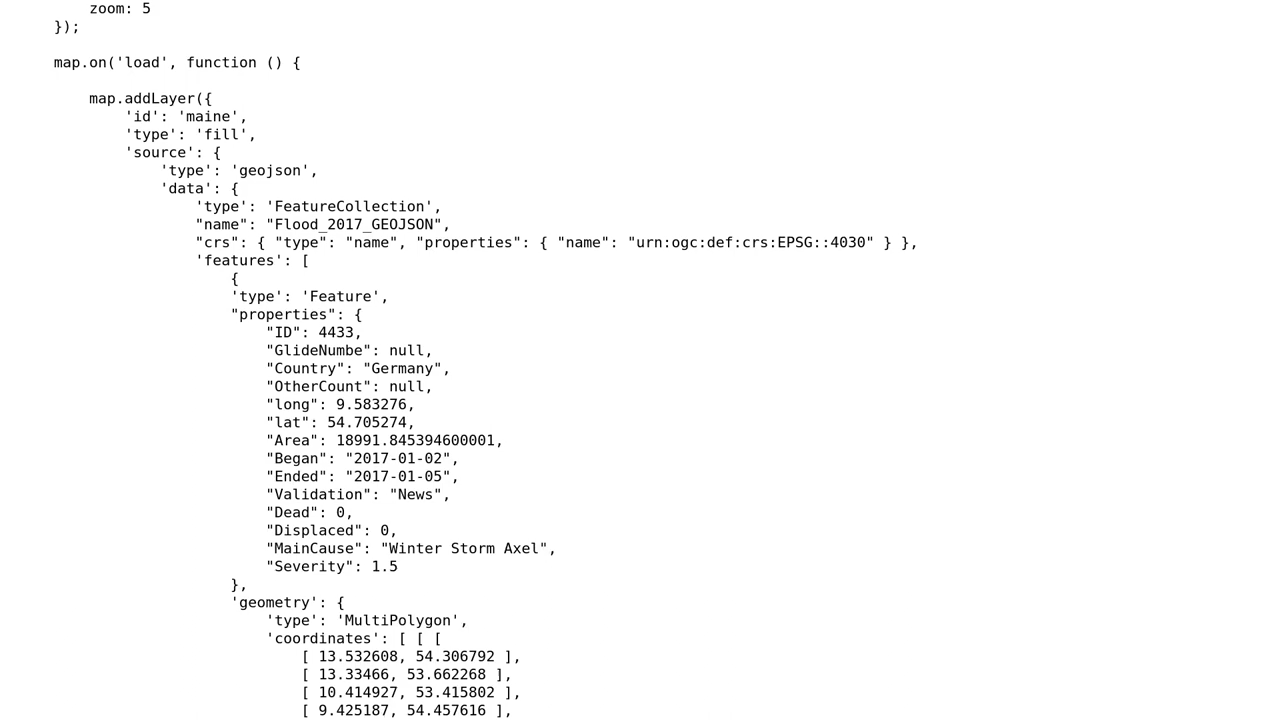 zoom: 5
});
map.on('load', function () {
map.addLayer({
'id': 'maine',
'type': 'fill',
'source': {
'type': 'geojson',
'data': {
'type': 'FeatureCollection',
"name": "Flood_2017_GEOJSON",
"crs": { "type": "name", "properties": { "name": "urn:ogc:def:crs:EPSG::4030" } },
'features': [
{
'type': 'Feature',
"properties": {
"ID": 4433,
"GlideNumbe": null,
"Country": "Germany",
"OtherCount": null,
"long": 9.583276,
"lat": 54.705274,
"Area": 18991.845394600001,
"Began": "2017-01-02",
"Ended": "2017-01-05",
"Validation": "News",
"Dead": 0,
"Displaced": 0,
"MainCause": "Winter Storm Axel",
"Severity": 1.5
},
'geometry': {
'type': 'MultiPolygon',
'coordinates': [ [ [
[ 13.532608, 54.306792 ],
[ 13.33466, 53.662268 ],
[ 10.414927, 53.415802 ],
[ 9.425187, 54.457616 ],